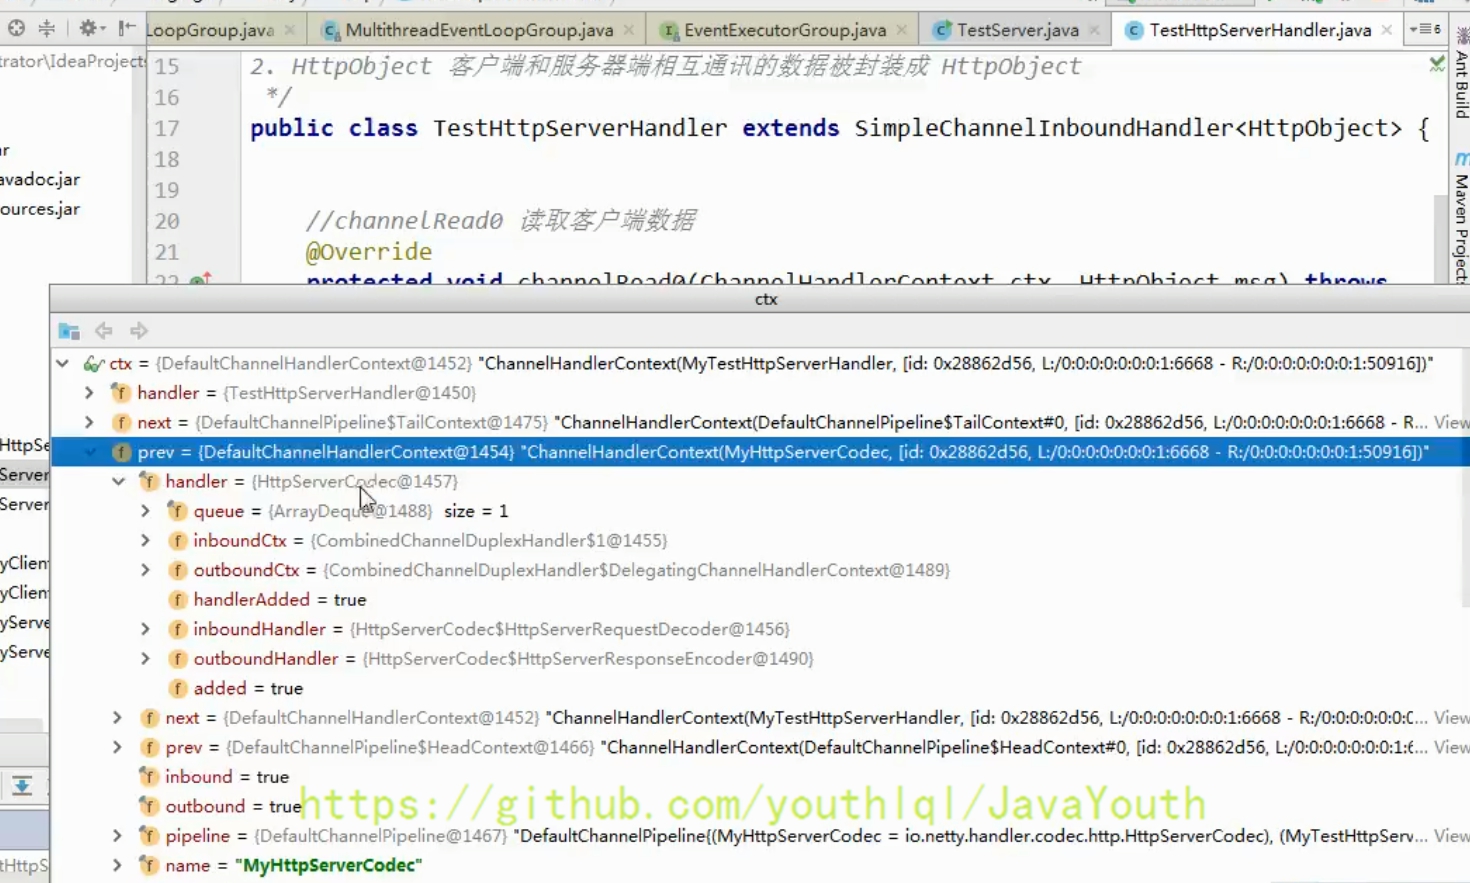 LoopGroup.java
MultithreadEventLoopGroup.java
EventExecutorGroup.java
TestServer.java
TestHttpServerHandler.java
6
trator\IdeaProjects
Ant Build
Maven Projects
avadoc.jar
ources.jar
15 2. HttpObject 客户端和服务器端相互通讯的数据被封装成 HttpObject
16 */
17 public class TestHttpServerHandler extends SimpleChannelInboundHandler<HttpObject> {
18
19
20 //channelRead0 读取客户端数据
21 @Override
22 protected void channelRead0(ChannelHandlerContext ctx, HttpObject msg) throws
ctx
ctx = {DefaultChannelHandlerContext@1452} "ChannelHandlerContext(MyTestHttpServerHandler, [id: 0x28862d56, L:/0:0:0:0:0:0:0:1:6668 - R:/0:0:0:0:0:0:0:1:50916])"
handler = {TestHttpServerHandler@1450}
next = {DefaultChannelPipeline$TailContext@1475} "ChannelHandlerContext(DefaultChannelPipeline$TailContext#0, [id: 0x28862d56, L:/0:0:0:0:0:0:0:1:6668 - R... View
prev = {DefaultChannelHandlerContext@1454} "ChannelHandlerContext(MyHttpServerCodec, [id: 0x28862d56, L:/0:0:0:0:0:0:0:1:6668 - R:/0:0:0:0:0:0:0:1:50916])"
handler = {HttpServerCodec@1457}
queue = {ArrayDeque@1488} size = 1
inboundCtx = {CombinedChannelDuplexHandler$1@1455}
outboundCtx = {CombinedChannelDuplexHandler$DelegatingChannelHandlerContext@1489}
handlerAdded = true
inboundHandler = {HttpServerCodec$HttpServerRequestDecoder@1456}
outboundHandler = {HttpServerCodec$HttpServerResponseEncoder@1490}
added = true
next = {DefaultChannelHandlerContext@1452} "ChannelHandlerContext(MyTestHttpServerHandler, [id: 0x28862d56, L:/0:0:0:0:0:0:0:1:6668 - R:/0:0:0:0:0:0:0:... View
prev = {DefaultChannelPipeline$HeadContext@1466} "ChannelHandlerContext(DefaultChannelPipeline$HeadContext#0, [id: 0x28862d56, L:/0:0:0:0:0:0:0:1:6... View
inbound = true
outbound = true
https://github.com/youthlql/JavaYouth
pipeline = {DefaultChannelPipeline@1467} "DefaultChannelPipeline{(MyHttpServerCodec = io.netty.handler.codec.http.HttpServerCodec), (MyTestHttpServ... View
name = "MyHttpServerCodec"
HttpSe
Server
Server
yClien
yClien
yServe
yServe
tHttpS